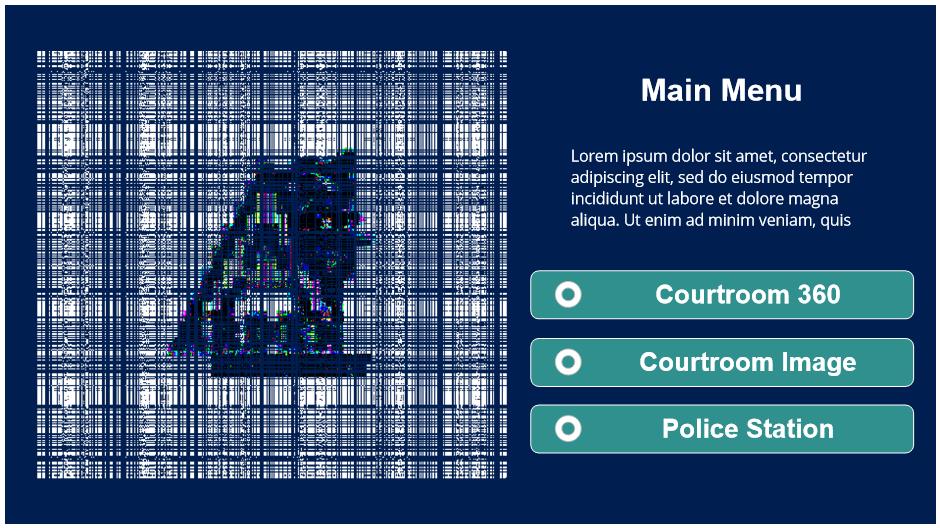 Main Menu
Lorem ipsum dolor sit amet, consectetur
adipiscing elit, sed do eiusmod tempor
incididunt ut labore et dolore magna
aliqua. Ut enim ad minim veniam, quis
Courtroom 360
Courtroom Image
Police Station